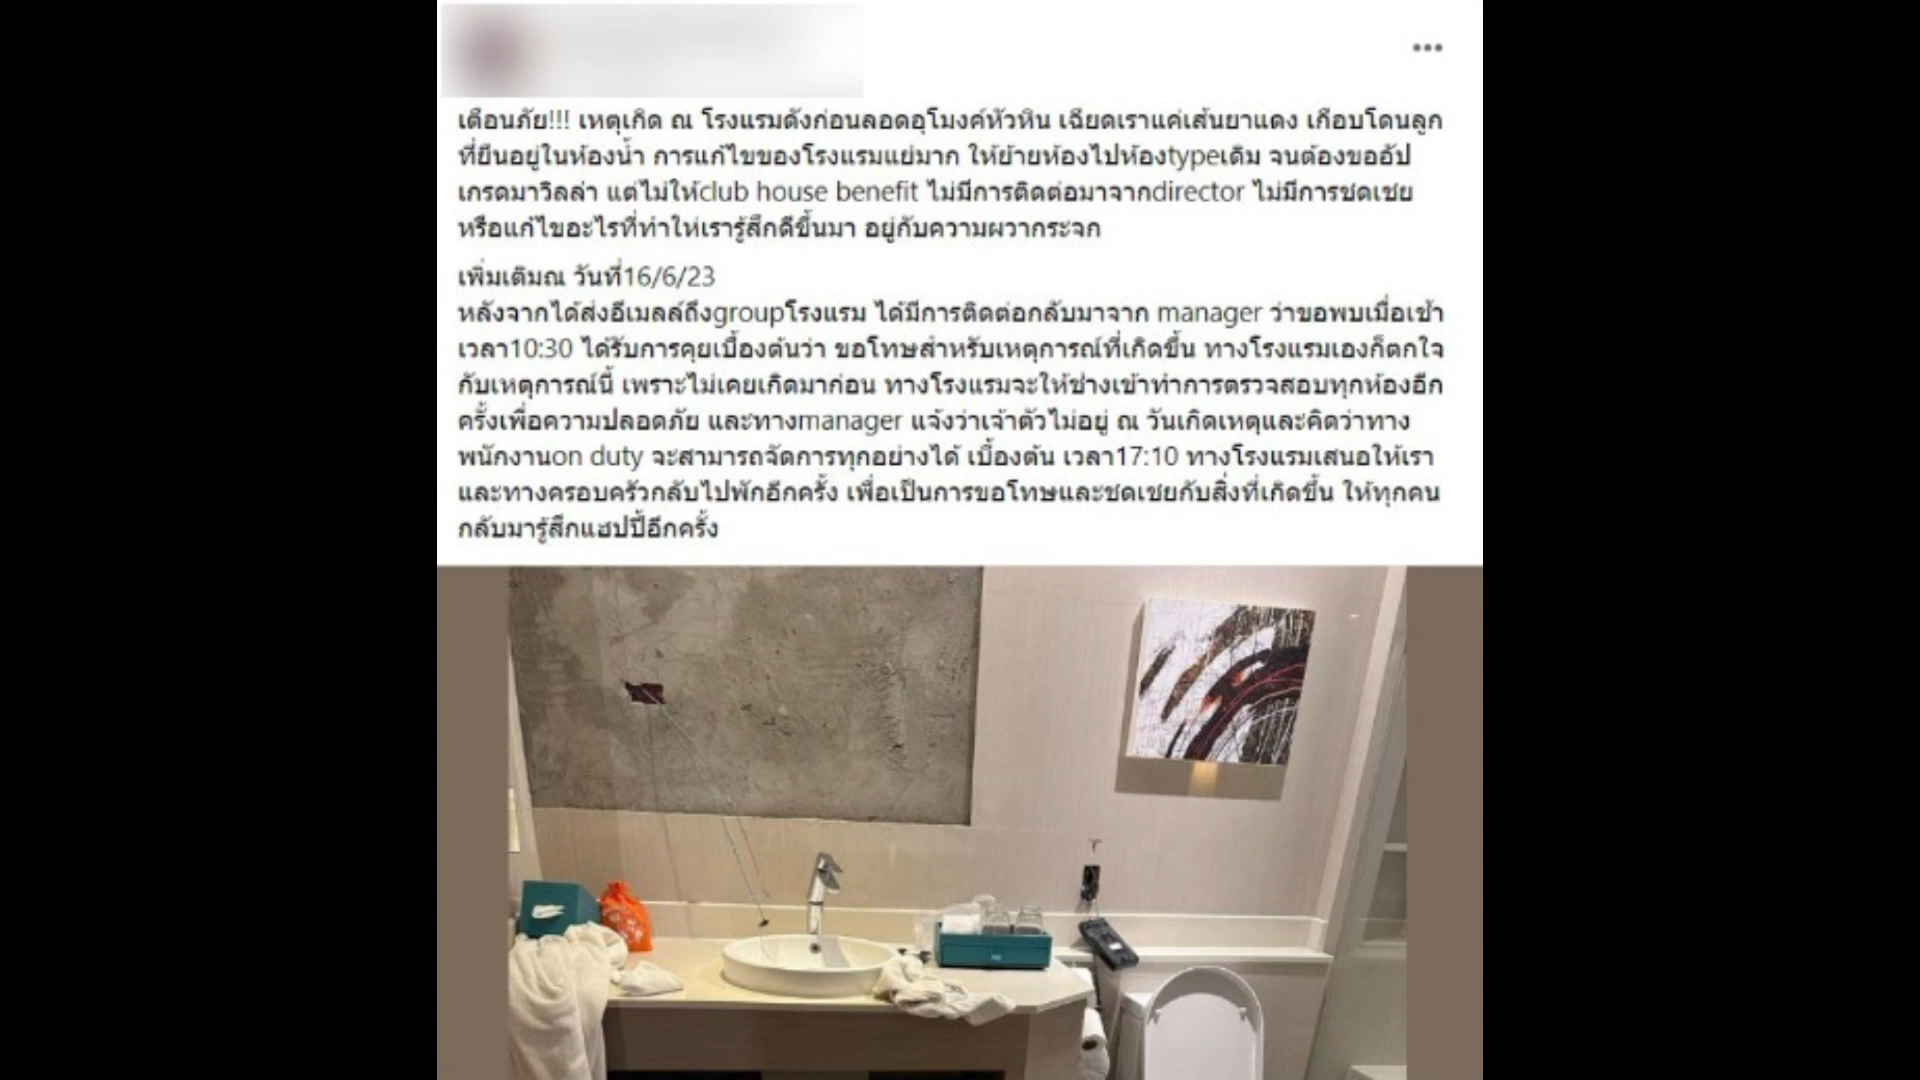 เตือนภัย!!! เหตุเกิด ณ โรงแรมดังก่อนลอดอุโมงค์หัวหิน เฉียดเราแค่เส้นยาแดง เกือบโดนลูก
ที่ยืนอยู่ในห้องน้ำ การแก้ไขของโรงแรมแย่มาก ให้ย้ายห้องไปห้องtypeเดิม จนต้องขออัป
เกรดมาวิลล่า แต่ไม่ให้club house benefit ไม่มีการติดต่อมาจากdirector ไม่มีการชดเชย
หรือแก้ไขอะไรที่ทำให้เรารู้สึกดีขึ้นมา อยู่กับความผวากระจก
เพิ่มเติมณ วันที่16/6/23
หลังจากได้ส่งอีเมลล์ถึงgroupโรงแรม ได้มีการติดต่อกลับมาจาก manager ว่าขอพบเมื่อเช้า
เวลา10:30 ได้รับการคุยเบื้องต้นว่า ขอโทษสำหรับเหตุการณ์ที่เกิดขึ้น ทางโรงแรมเองก็ตกใจ
กับเหตุการณ์นี้ เพราะไม่เคยเกิดมาก่อน ทางโรงแรมจะให้ช่างเข้าทำการตรวจสอบทุกห้องอีก
ครั้งเพื่อความปลอดภัย และทางmanager แจ้งว่าเจ้าตัวไม่อยู่ ณ วันเกิดเหตุและคิดว่าทาง
พนักงานon duty จะสามารถจัดการทุกอย่างได้ เบื้องต้น เวลา17:10 ทางโรงแรมเสนอให้เรา
และทางครอบครัวกลับไปพักอีกครั้ง เพื่อเป็นการขอโทษและชดเชยกับสิ่งที่เกิดขึ้น ให้ทุกคน
กลับมารู้สึกแฮปปี้อีกครั้ง